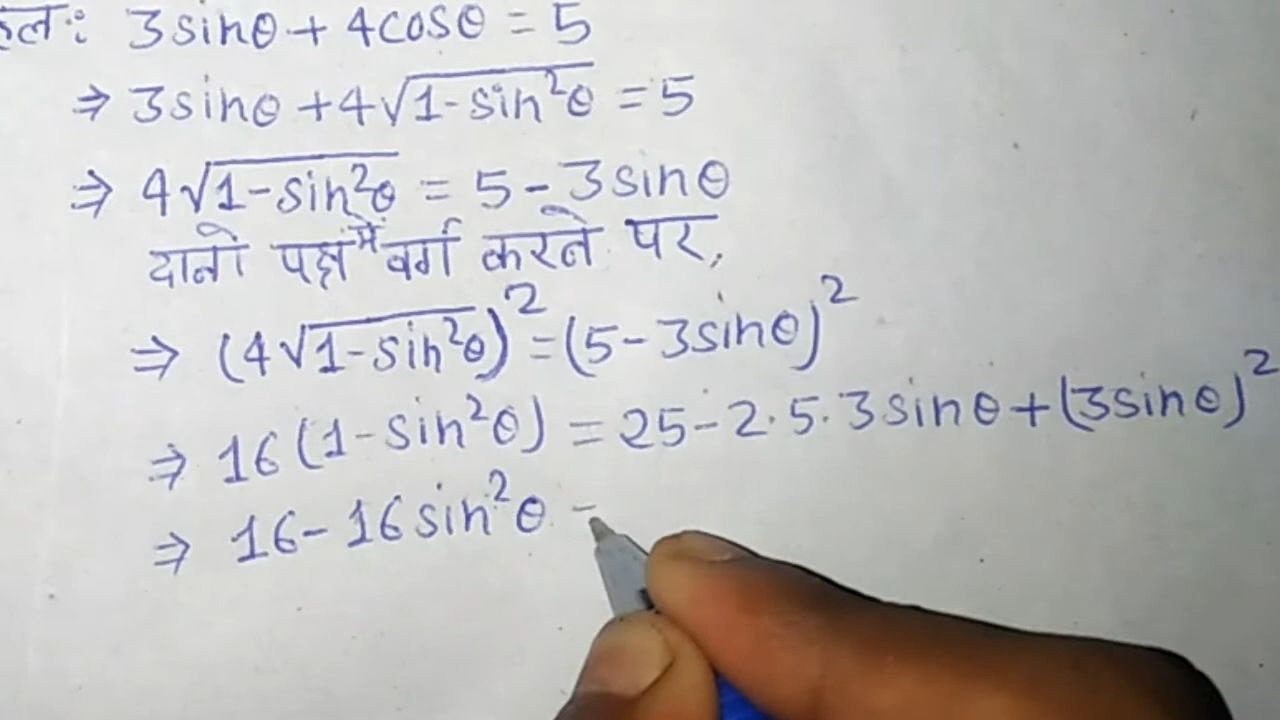 हल: 3sinθ + 4cosθ = 5
⇒ 3sinθ + 4√1-sin²θ = 5
⇒ 4√1-sin²θ = 5 - 3sinθ
दानो पक्ष में वर्ग करने पर,
⇒ (4√1-sin²θ)² = (5 - 3sinθ)²
⇒ 16(1-sin²θ) = 25 - 2.5.3sinθ + (3sinθ)²
⇒ 16 - 16sin²θ -